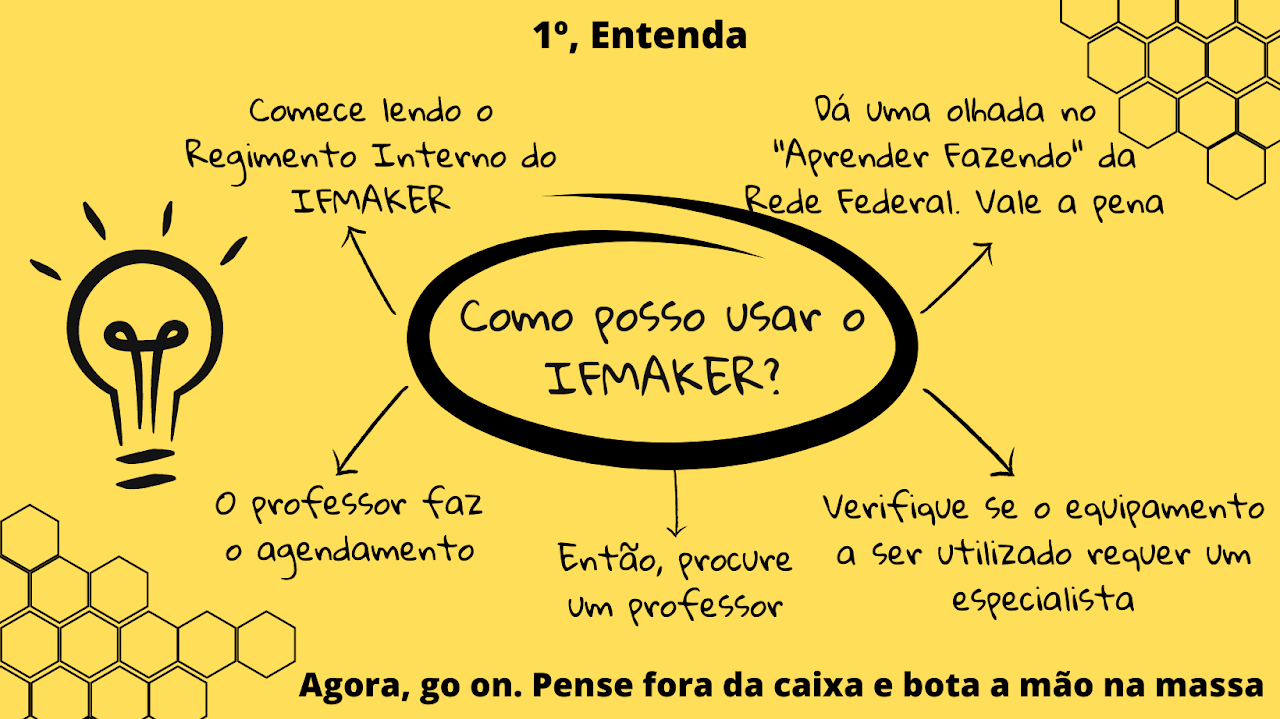 1º, Entenda
Comece lendo o
Regimento Interno do
IFMAKER
Dá uma olhada no
"Aprender Fazendo" da
Rede Federal. Vale a pena
Como posso usar o
IFMAKER?
O professor faz
o agendamento
Então, procure
um professor
Verifique se o equipamento
a ser utilizado requer um
especialista
Agora, go on. Pense fora da caixa e bota a mão na massa